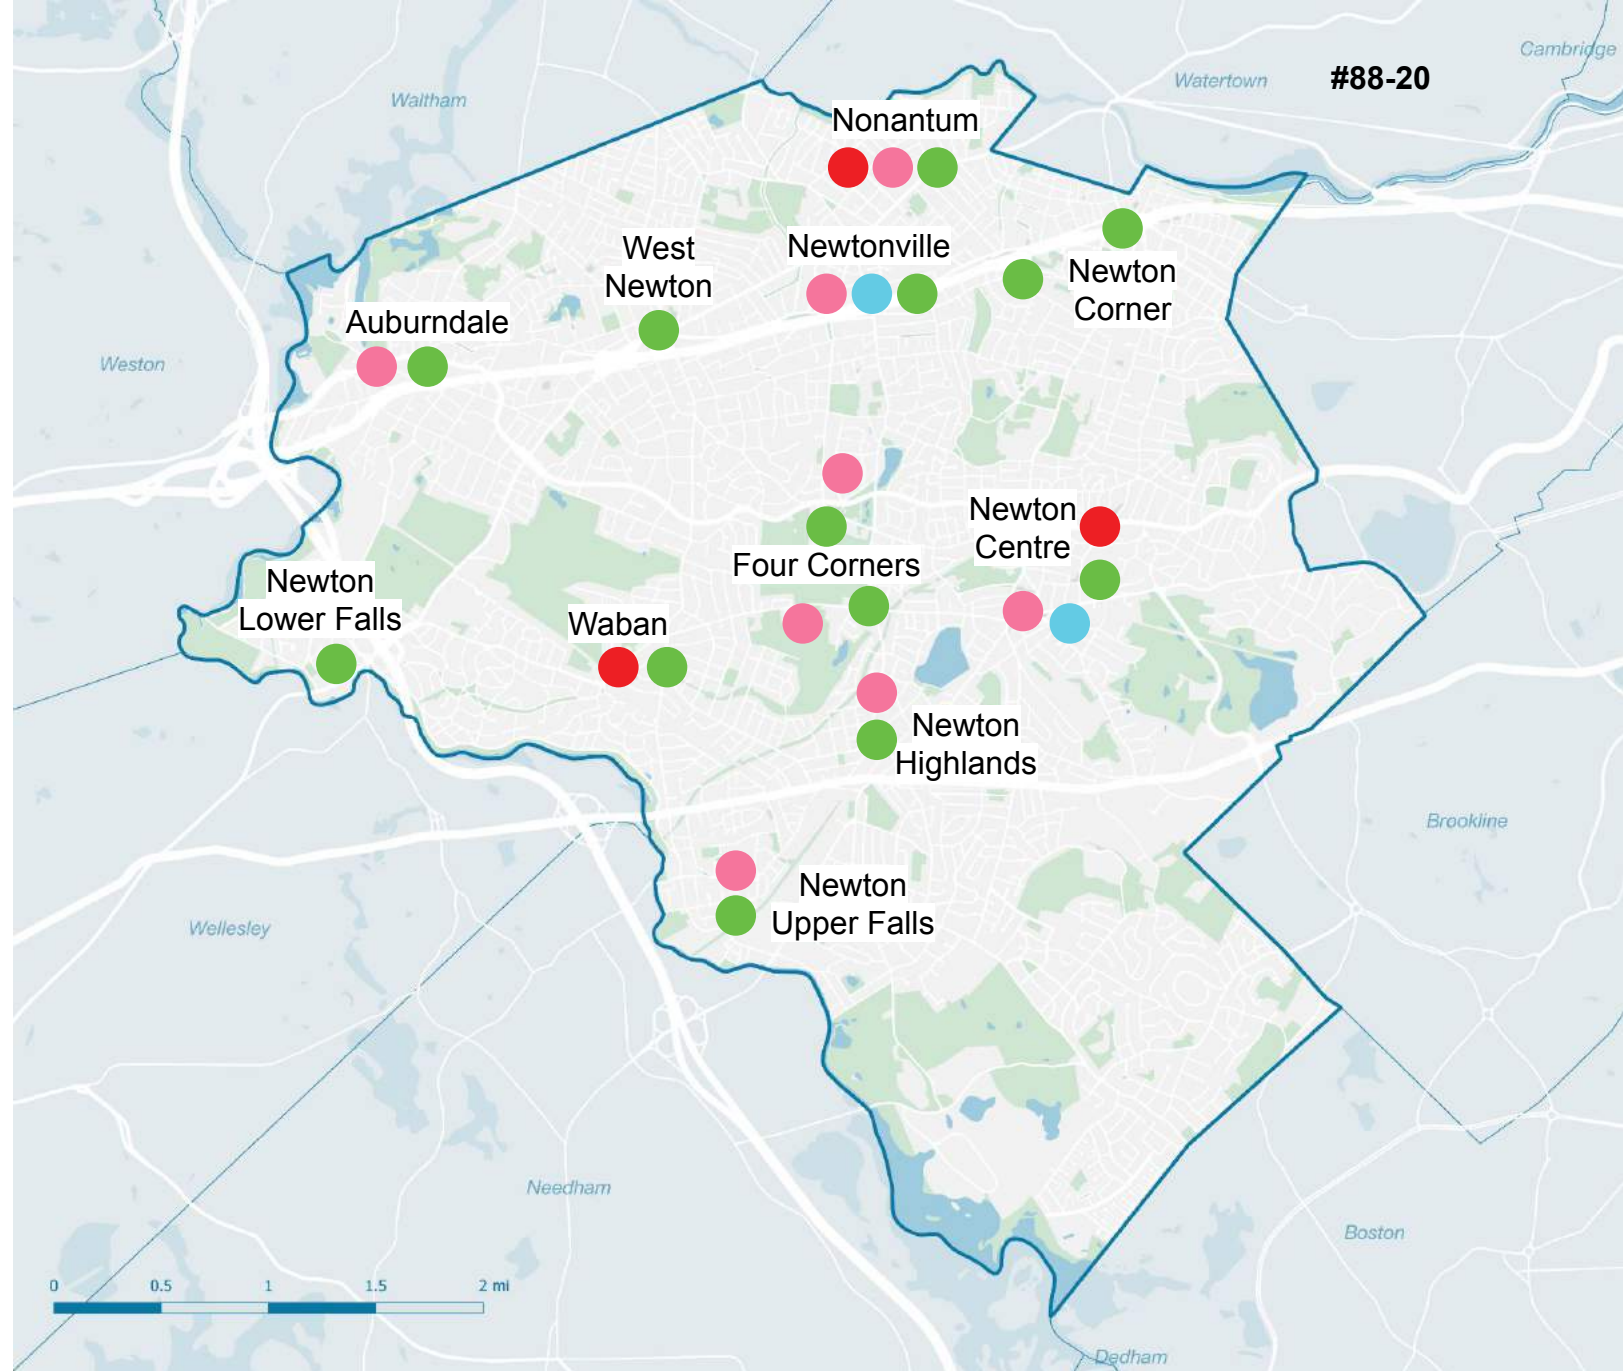 Cambridge
#88-20
Watertown
Waltham
Nonantum
West
Newton
Newtonville
Newton
Corner
Auburndale
Weston
Newton
Centre
Four Corners
Newton
Lower Falls
Waban
Newton
Highlands
Brookline
Newton
Upper Falls
Wellesley
Needham
Boston
0 0.5 1 1.5 2 mi
Dedham